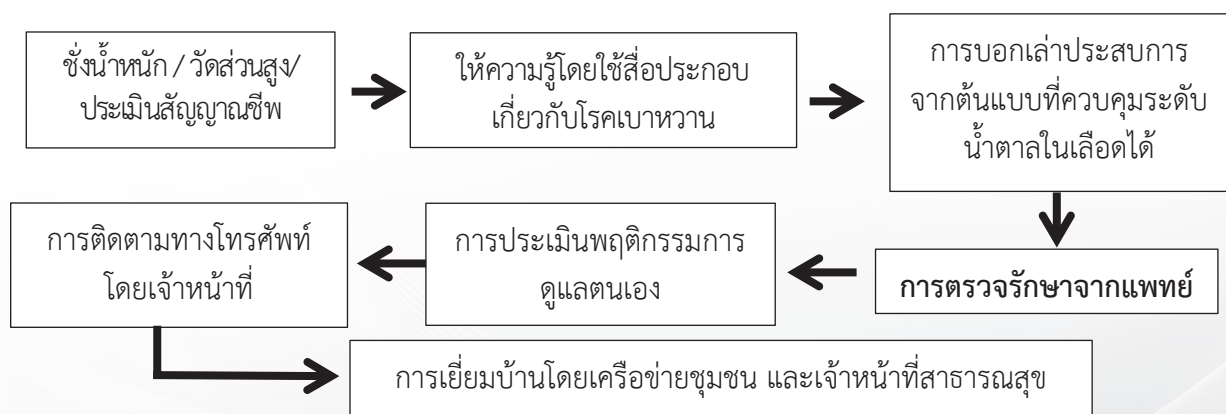 ชั่งน้ำหนัก / วัดส่วนสูง/
ประเมินสัญญาณชีพ
ให้ความรู้โดยใช้สื่อประกอบ
เกี่ยวกับโรคเบาหวาน
การบอกเล่าประสบการ
จากต้นแบบที่ควบคุมระดับ
น้ำตาลในเลือดได้
การตรวจรักษาจากแพทย์
การประเมินพฤติกรรมการ
ดูแลตนเอง
การติดตามทางโทรศัพท์
โดยเจ้าหน้าที่
การเยี่ยมบ้านโดยเครือข่ายชุมชน และเจ้าหน้าที่สาธารณสุข